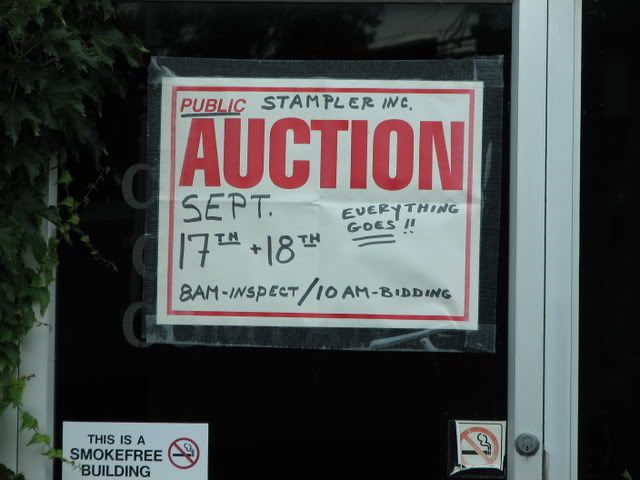 PUBLIC STAMPLER INC.
AUCTION
SEPT.
EVERYTHING
GOES!!
17TH + 18TH
8AM-INSPECT/10AM-BIDDING
THIS IS A
SMOKEFREE
BUILDING